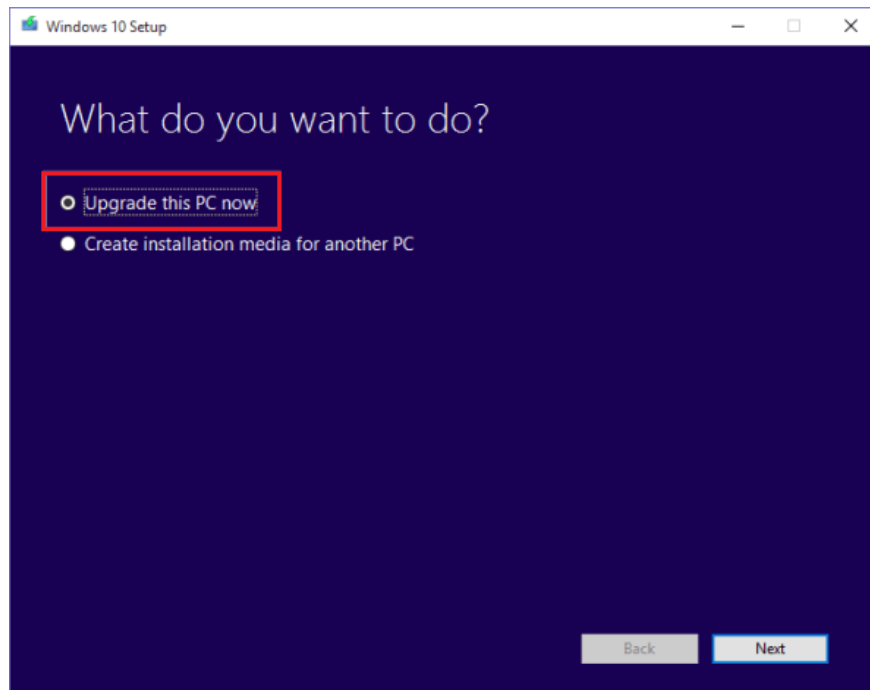 Windows 10 Setup
What do you want to do?
Upgrade this PC now
Create installation media for another PC
Back Next